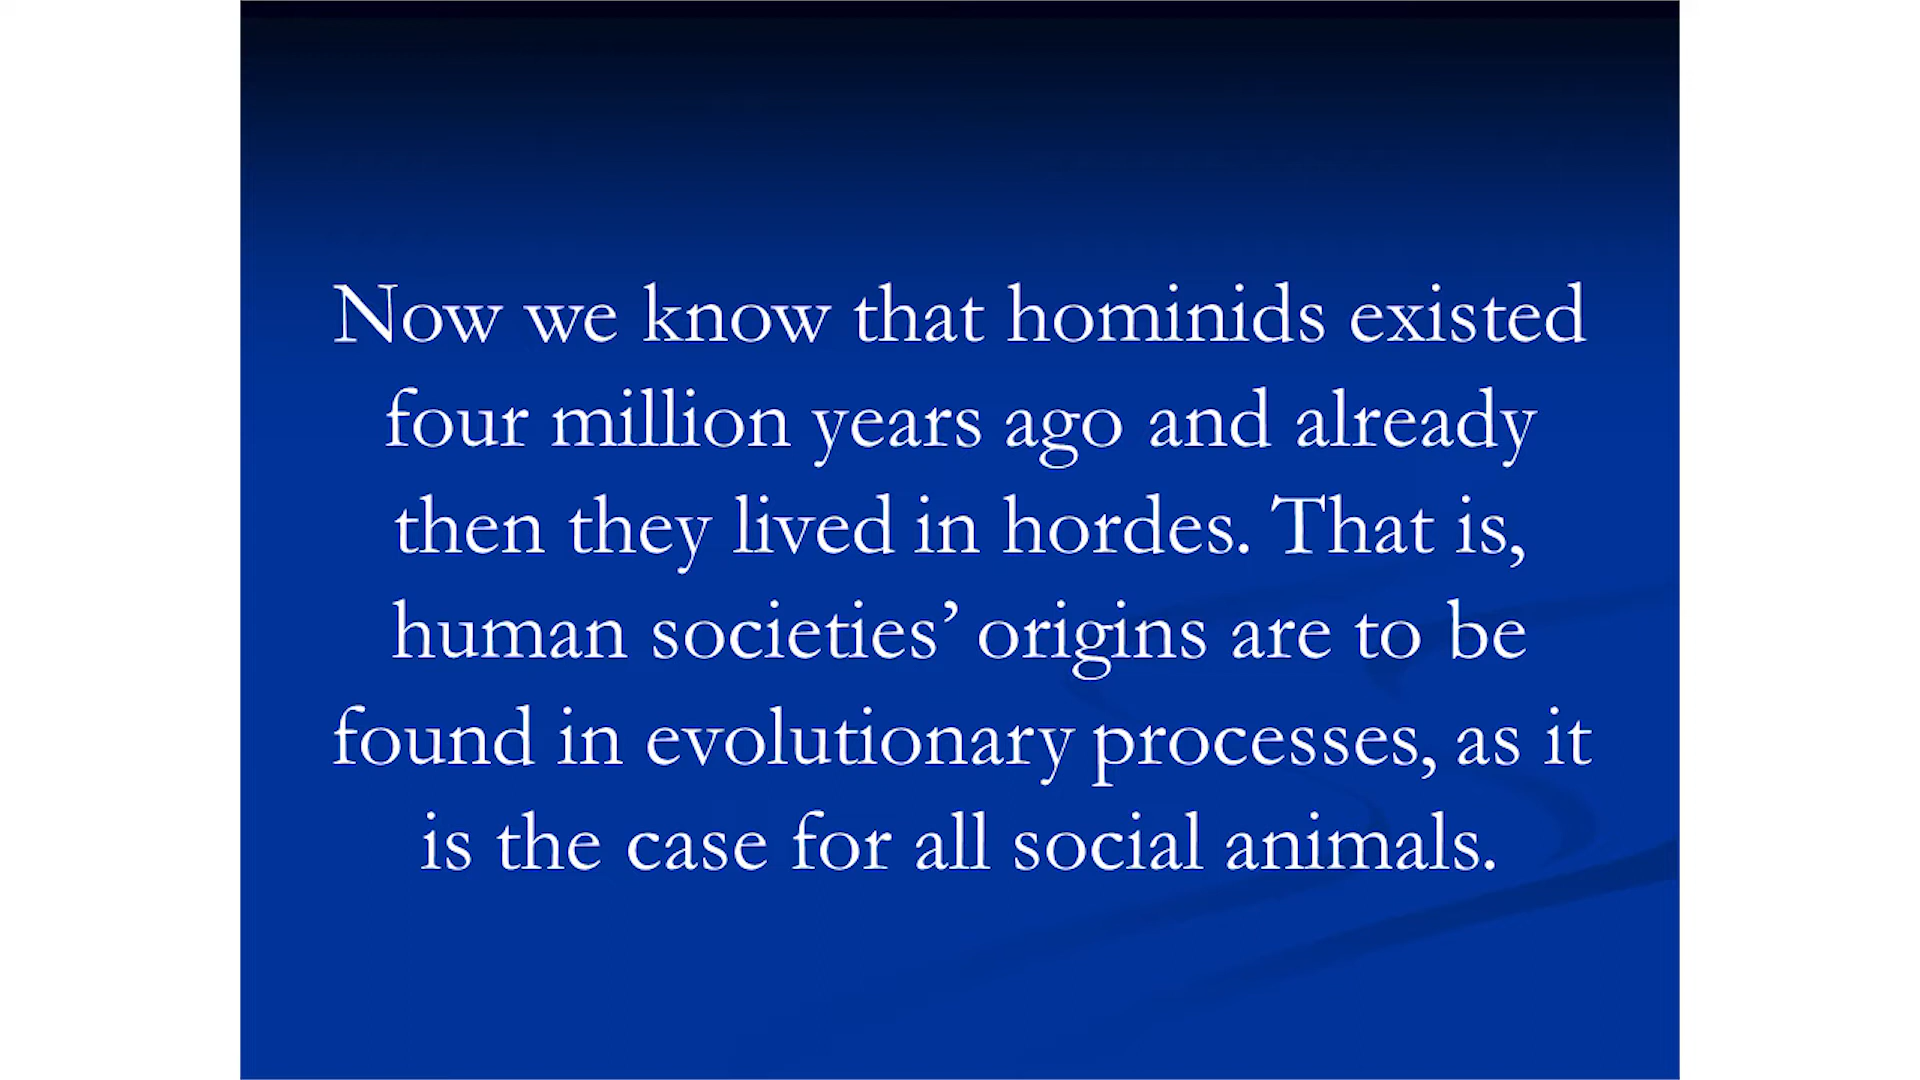 Now we know that hominids existed
four million years ago and already
then they lived in hordes. That is,
human societies’ origins are to be
found in evolutionary processes, as it
is the case for all social animals.